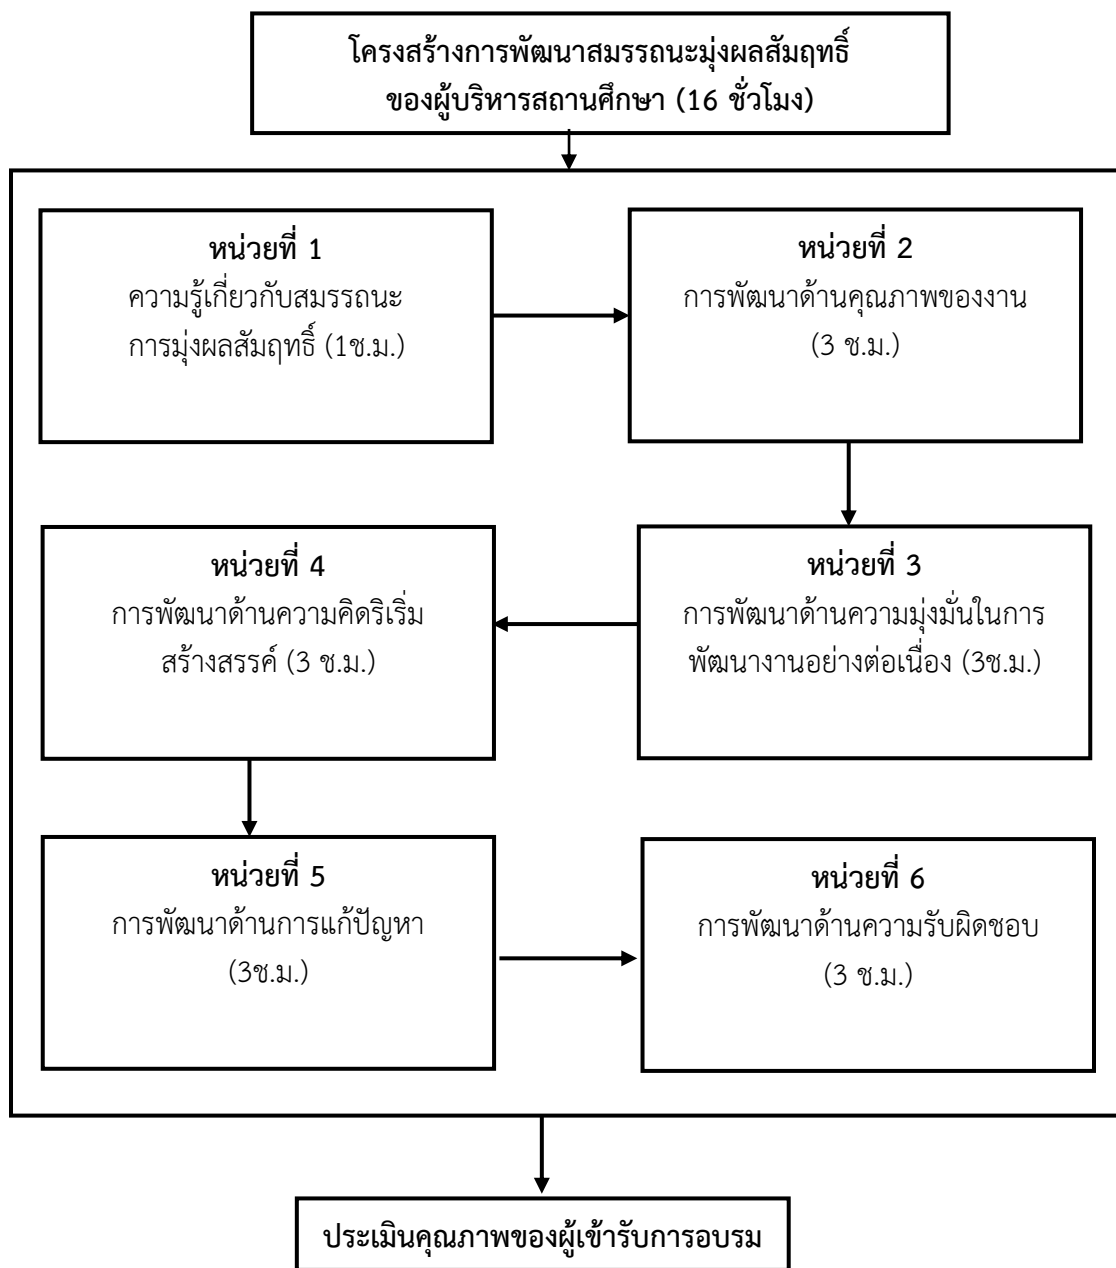 โครงสร้างการพัฒนาสมรรถนะมุ่งผลสัมฤทธิ์
ของผู้บริหารสถานศึกษา (16 ชั่วโมง)
หน่วยที่ 1
ความรู้เกี่ยวกับสมรรถนะ
การมุ่งผลสัมฤทธิ์ (1ช.ม.)
หน่วยที่ 2
การพัฒนาด้านคุณภาพของงาน
(3 ช.ม.)
หน่วยที่ 3
การพัฒนาด้านความมุ่งมั่นในการ
พัฒนางานอย่างต่อเนื่อง (3ช.ม.)
หน่วยที่ 4
การพัฒนาด้านความคิดริเริ่ม
สร้างสรรค์ (3 ช.ม.)
หน่วยที่ 5
การพัฒนาด้านการแก้ปัญหา
(3ช.ม.)
หน่วยที่ 6
การพัฒนาด้านความรับผิดชอบ
(3 ช.ม.)
ประเมินคุณภาพของผู้เข้ารับการอบรม